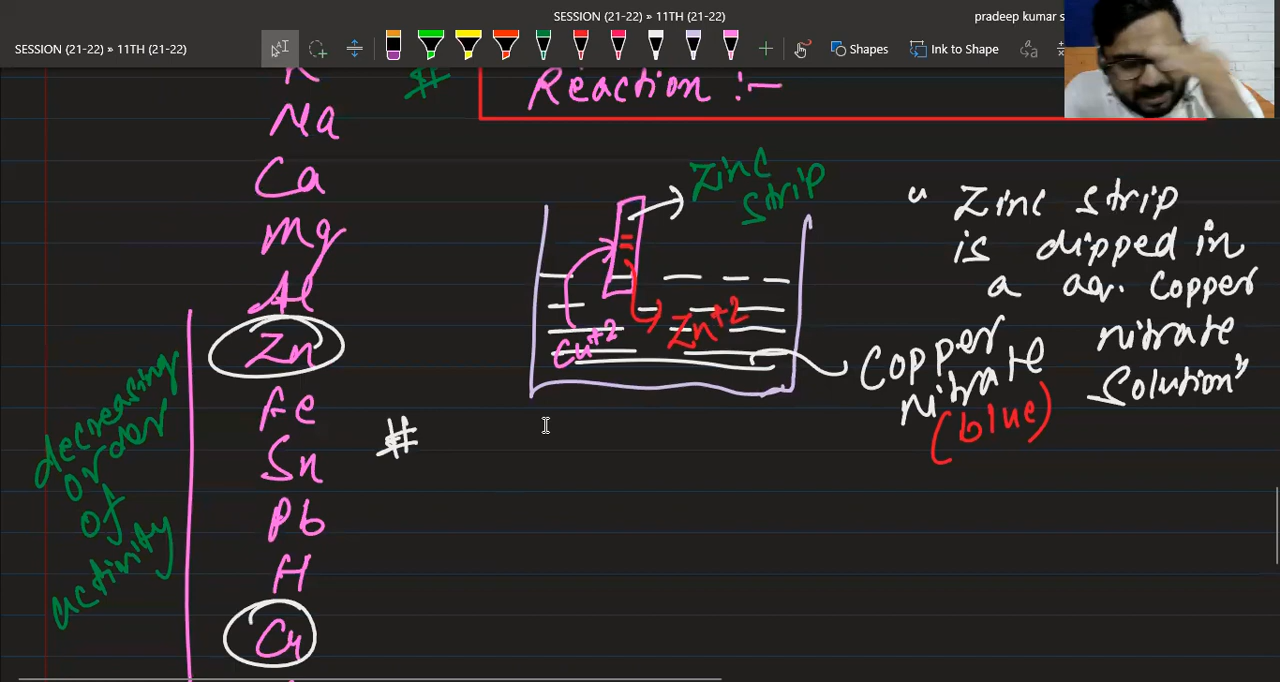 SESSION (21-22) » 11TH (21-22)
pradeep kumar s
SESSION (21-22) » 11TH (21-22)
Shapes
Ink to Shape
K
#
Reaction :-
Na
Ca
Mg
Al
Zn
Fe
Sn
Pb
H
Cu
decreasing
order
of
activity
#
Zinc
strip
Cu+2
Zn+2
Copper
nitrate
(blue)
" Zinc strip
is dipped in
a aq. Copper
nitrate
Solution"